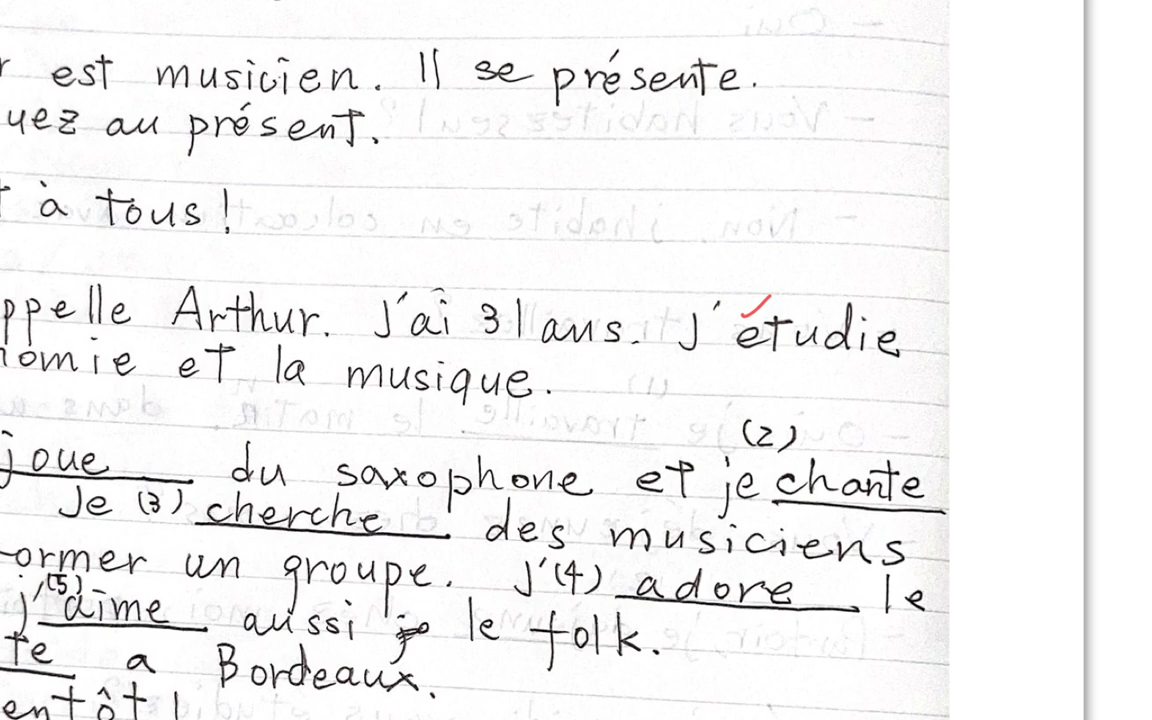 r est musicien. Il se présente.
uez au présent.
t à tous !
ppelle Arthur. J'ai 31 ans. J'étudie
nomie et la musique.
(2)
joue du saxophone et je chante
Je (3) cherche des musiciens
ormer un groupe. J'(4) adore le
j'(5) aime aussi le folk.
te a Bordeaux.
entôt !